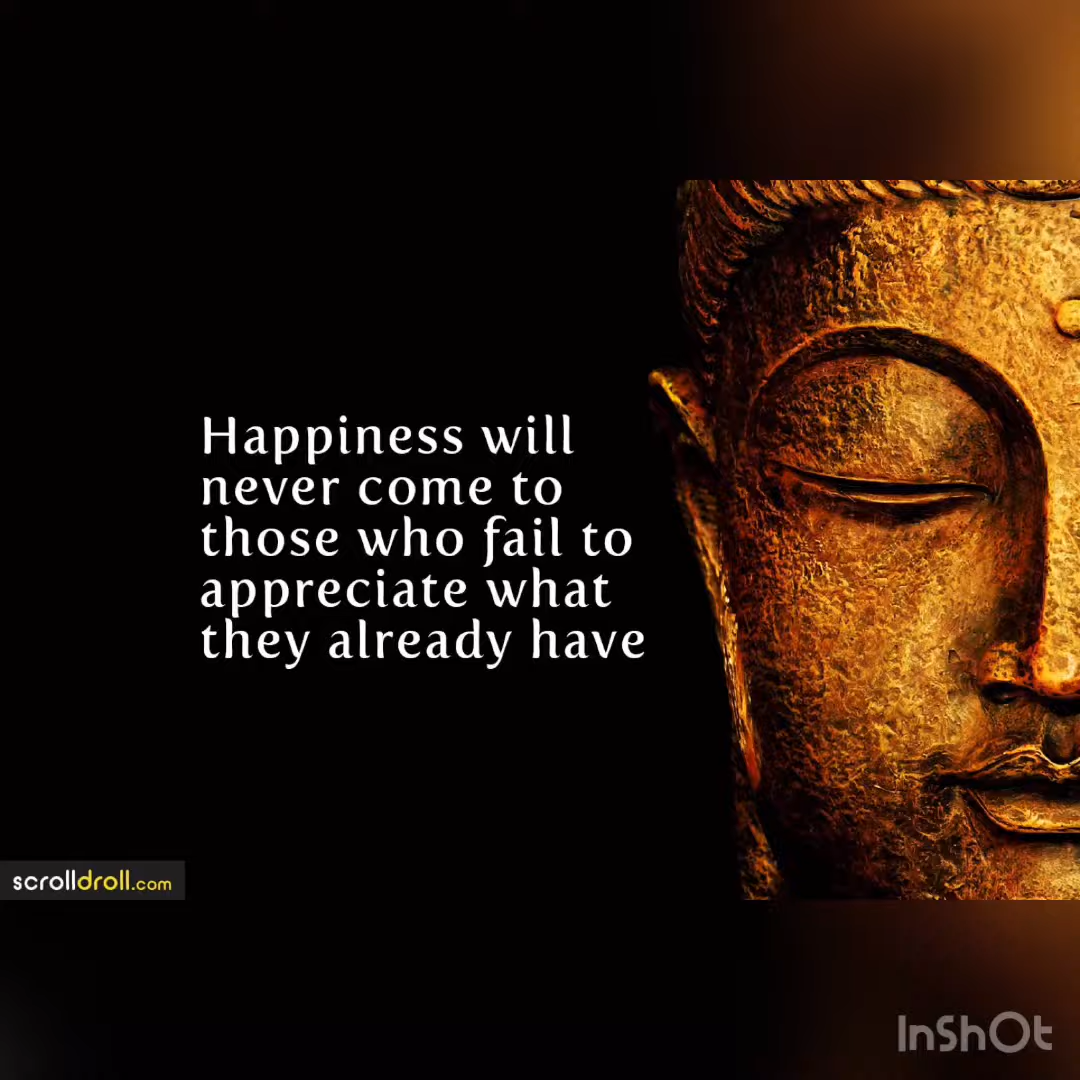 Happiness will
never come to
those who fail to
appreciate what
they already have
scrolldroll.com
InShOt